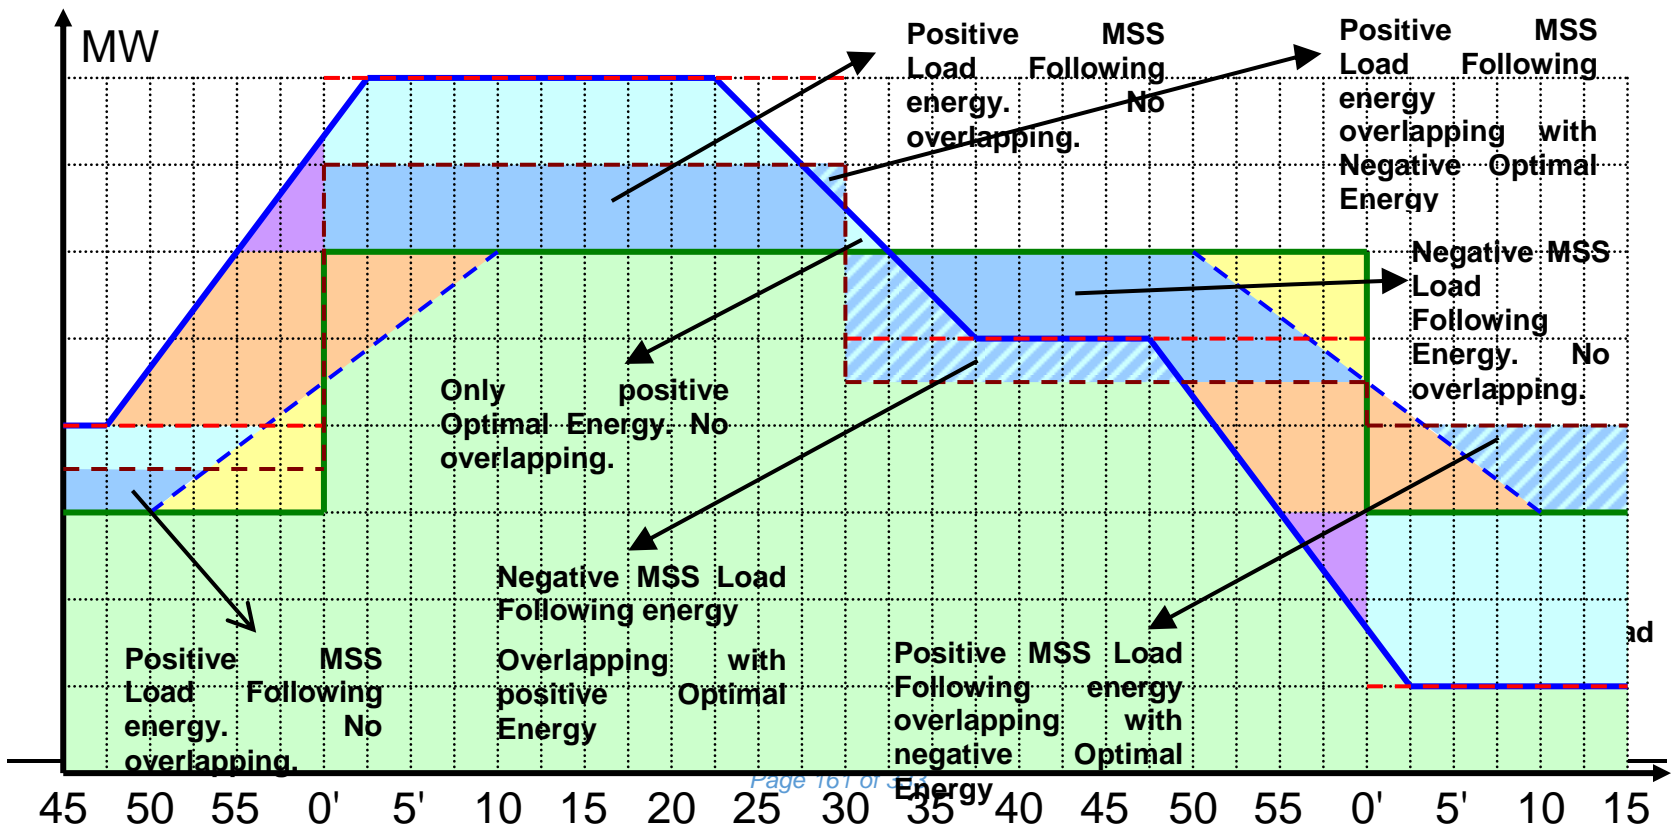 MW
Positive MSS
Load Following
energy. No
overlapping.
Positive MSS
Load Following
energy
overlapping with
Negative Optimal
Energy
Negative MSS
Load
Following
Energy. No
overlapping.
Only positive
Optimal Energy. No
overlapping.
Negative MSS Load
Following energy
Overlapping with
positive Optimal
Energy
Positive MSS
Load Following
energy. No
overlapping.
Positive MSS Load
Following energy
overlapping with
negative Optimal
Energy
ad
Page 161 of
45 50 55 0' 5' 10 15 20 25 30 35 40 45 50 55 0' 5' 10 15